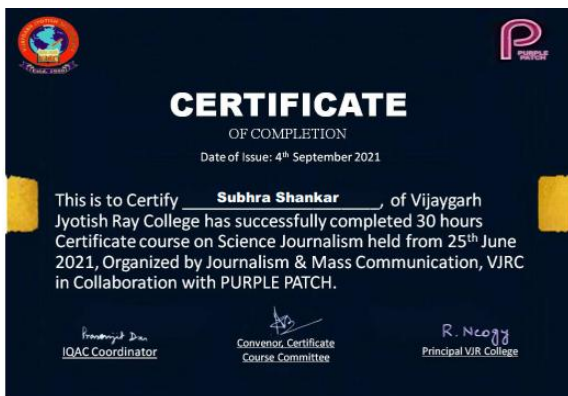 PURPLE
PATCH
CERTIFICATE
OF COMPLETION
Date of Issue: 4th September 2021
This is to Certify Subhra Shankar, of Vijaygarh
Jyotish Ray College has successfully completed 30 hours
Certificate course on Science Journalism held from 25th June
2021, Organized by Journalism & Mass Communication, VJRC
in Collaboration with PURPLE PATCH.
R. Neogy
IQAC Coordinator
Convenor, Certificate
Course Committee
Principal VJR College